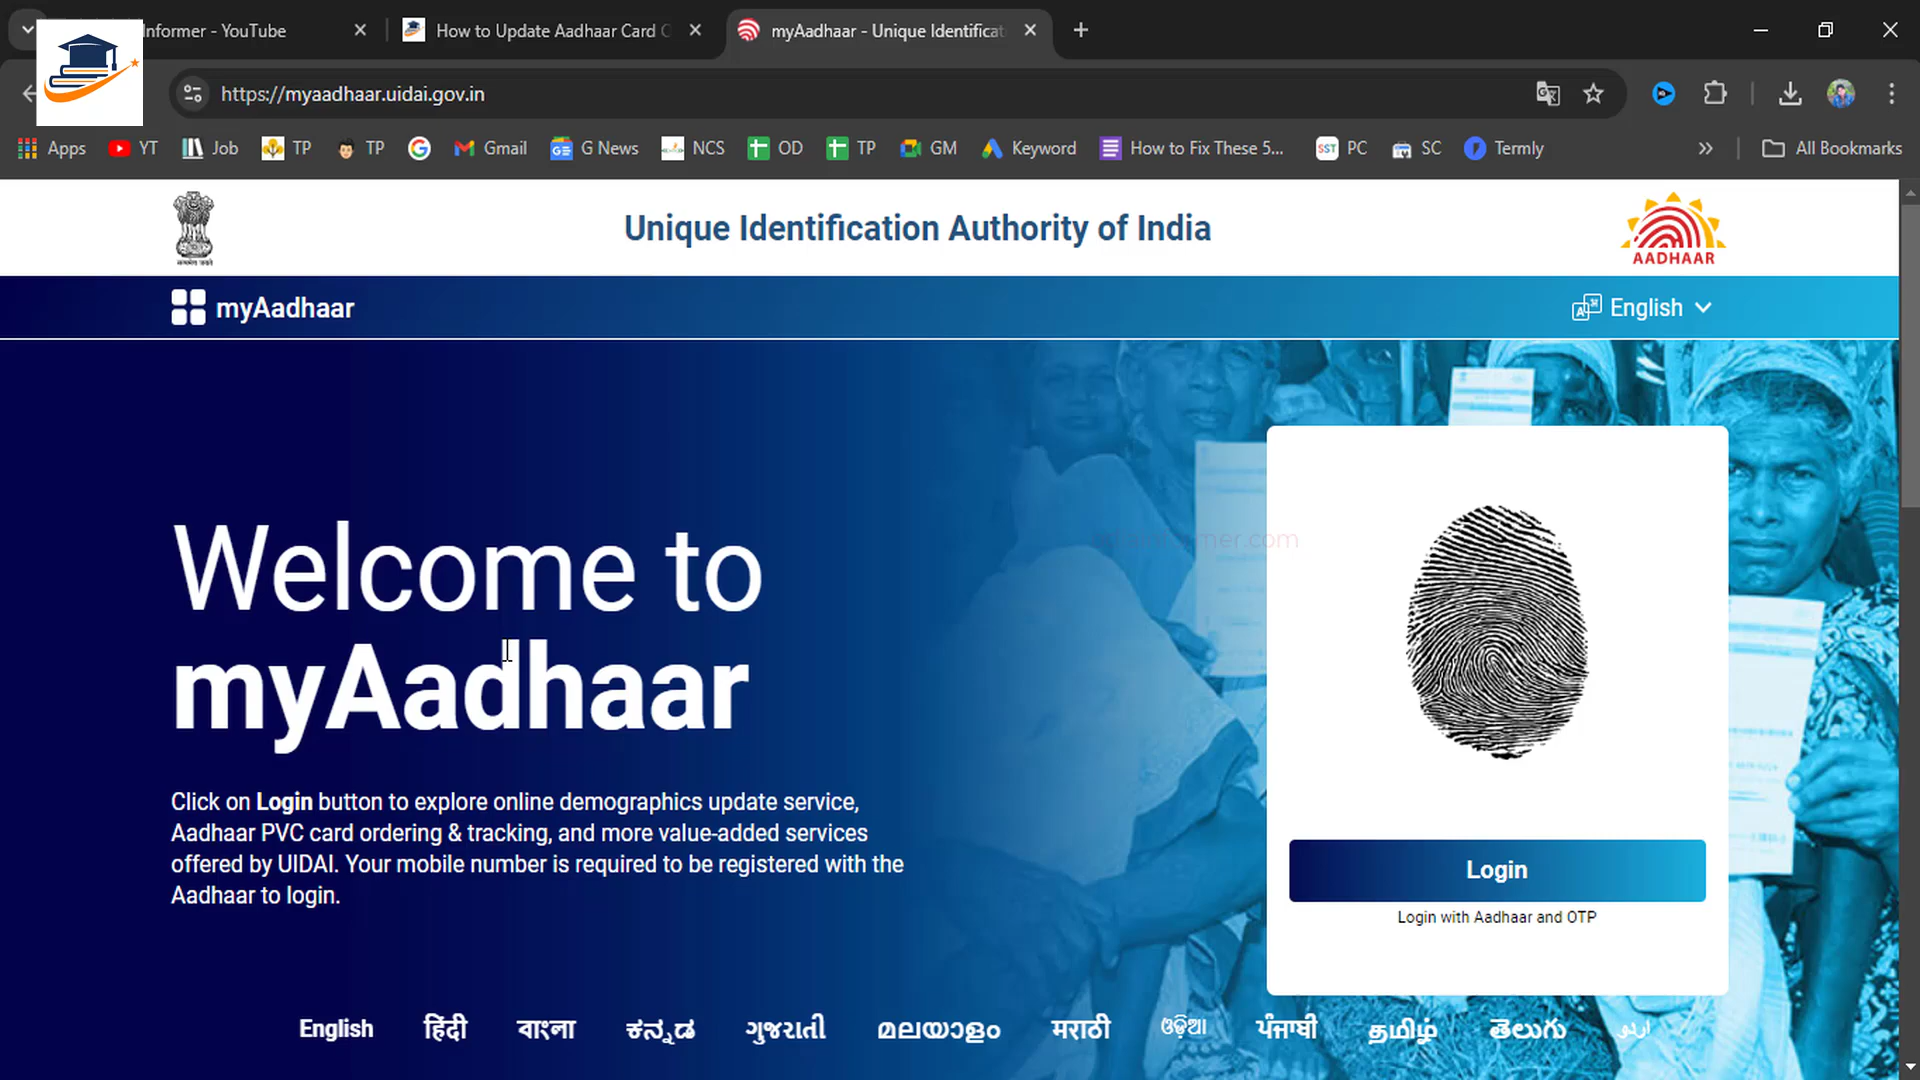 Informer - YouTube
How to Update Aadhaar Card
myAadhaar - Unique Identificat
https://myaadhaar.uidai.gov.in
Apps
YT
Job
TP
TP
Gmail
G News
NCS
OD
TP
GM
Keyword
How to Fix These 5...
PC
SC
Termly
All Bookmarks
Unique Identification Authority of India
AADHAAR
myAadhaar
English
Welcome to
myAadhaar
Click on Login button to explore online demographics update service,
Aadhaar PVC card ordering & tracking, and more value-added services
offered by UIDAI. Your mobile number is required to be registered with the
Aadhaar to login.
Login
Login with Aadhaar and OTP
English हिंदी বাংলা ಕನ್ನಡ ગુજરાતી മലയാളം मराठी ଓଡ଼ିଆ ਪੰਜਾਬੀ தமிழ் తెలుగు اردو